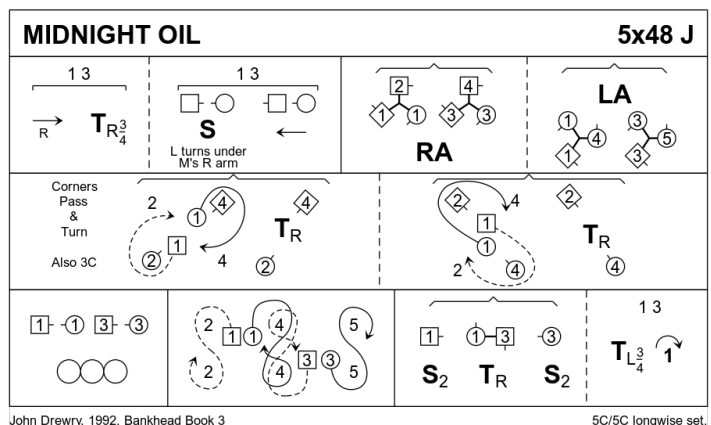 MIDNIGHT OIL 5x48 J
1 3
R T R 3/4
1 3
S
L turns under
M's R arm
2 4
1 1 3 3
RA
LA
1 4 3 5
1 3
Corners
Pass
&
Turn
Also 3C
2 1 4 4
1 T R
2 4 2
2 4 2
1 T R
1
2 4 4
1 1 3 3
2 1 1 4 5
3 3
2 4 5
1 1 3 3
S 2 T R S 2
1 3
T L 3/4 1
John Drewry, 1992, Bankhead Book 3 5C/5C longwise set.